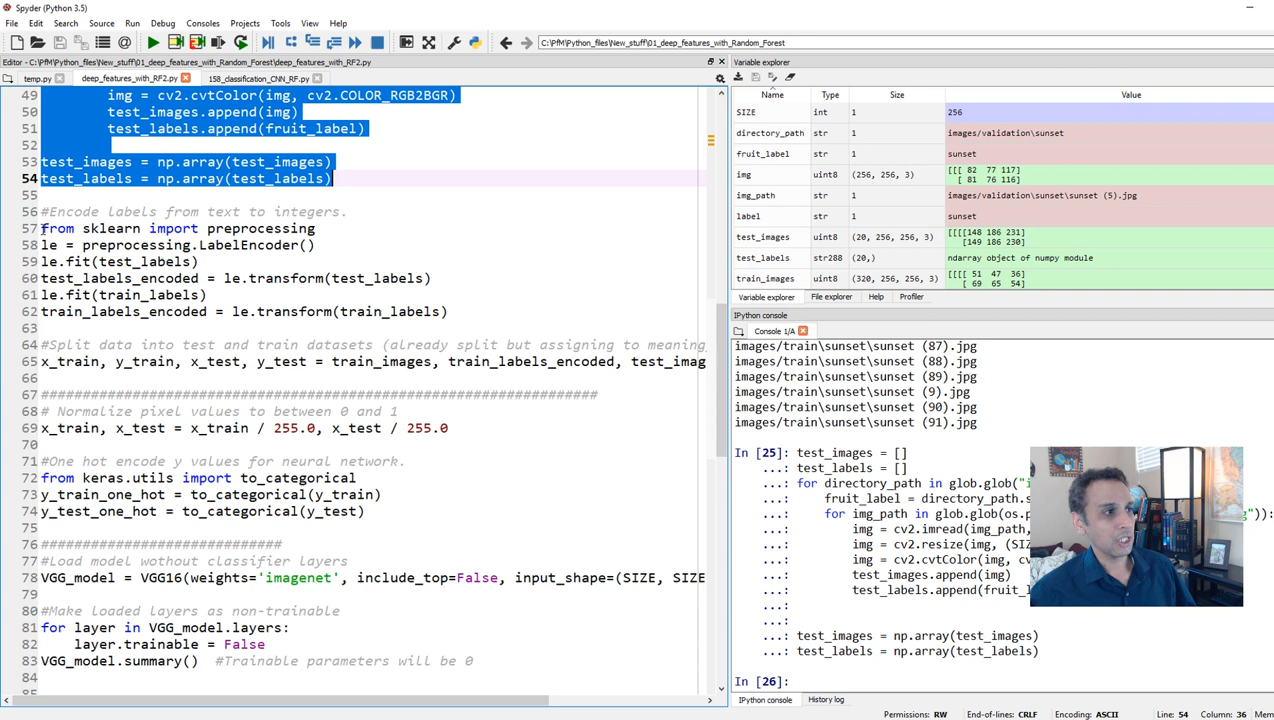 Spyder (Python 3.5)
File Edit Search Source Run Debug Consoles Projects Tools View Help
C:\PfM\Python_files\New_stuff\01_deep_features_with_Random_Forest
Editor - C:\PfM\Python_files\New_stuff\01_deep_features_with_Random_Forest\deep_features_with_RF2.py
temp.py deep_features_with_RF2.py 158_classification_CNN_RF.py
49 img = cv2.cvtColor(img, cv2.COLOR_RGB2BGR)
50 test_images.append(img)
51 test_labels.append(fruit_label)
52
53 test_images = np.array(test_images)
54 test_labels = np.array(test_labels)
55
56 #Encode labels from text to integers.
57 from sklearn import preprocessing
58 le = preprocessing.LabelEncoder()
59 le.fit(test_labels)
60 test_labels_encoded = le.transform(test_labels)
61 le.fit(train_labels)
62 train_labels_encoded = le.transform(train_labels)
63
64 #Split data into test and train datasets (already split but assigning to meaning
65 x_train, y_train, x_test, y_test = train_images, train_labels_encoded, test_imag
66
67 ###################################################################
68 # Normalize pixel values to between 0 and 1
69 x_train, x_test = x_train / 255.0, x_test / 255.0
70
71 #One hot encode y values for neural network.
72 from keras.utils import to_categorical
73 y_train_one_hot = to_categorical(y_train)
74 y_test_one_hot = to_categorical(y_test)
75
76 #############################
77 #Load model wothout classifier layers
78 VGG_model = VGG16(weights='imagenet', include_top=False, input_shape=(SIZE, SIZE
79
80 #Make loaded layers as non-trainable
81 for layer in VGG_model.layers:
82 layer.trainable = False
83 VGG_model.summary() #Trainable parameters will be 0
84
Variable explorer
Name Type Size Value
SIZE int 1 256
directory_path str 1 images/validation\sunset
fruit_label str 1 sunset
img uint8 (256, 256, 3) [[[ 82 77 117]
[ 81 76 116]
img_path str 1 images/validation\sunset\sunset (5).jpg
label str 1 sunset
test_images uint8 (20, 256, 256, 3) [[[[148 186 231]
[149 186 230]
test_labels str288 (20,) ndarray object of numpy module
train_images uint8 (320, 256, 256, 3) [[[[ 51 47 36]
[ 69 65 54]
Variable explorer File explorer Help Profiler
IPython console
Console 1/A
images/train\sunset\sunset (87).jpg
images/train\sunset\sunset (88).jpg
images/train\sunset\sunset (89).jpg
images/train\sunset\sunset (9).jpg
images/train\sunset\sunset (90).jpg
images/train\sunset\sunset (91).jpg
In [25]: test_images = []
...: test_labels = []
...: for directory_path in glob.glob("i
...: fruit_label = directory_path.s
...: for img_path in glob.glob(os.p g")):
...: img = cv2.imread(img_path,
...: img = cv2.resize(img, (SIZ
...: img = cv2.cvtColor(img, cv
...: test_images.append(img)
...: test_labels.append(fruit_l
...:
...:
...: test_images = np.array(test_images)
...: test_labels = np.array(test_labels)
In [26]:
IPython console History log
Permissions: RW End-of-lines: CRLF Encoding: ASCII Line: 54 Column: 36 Mem